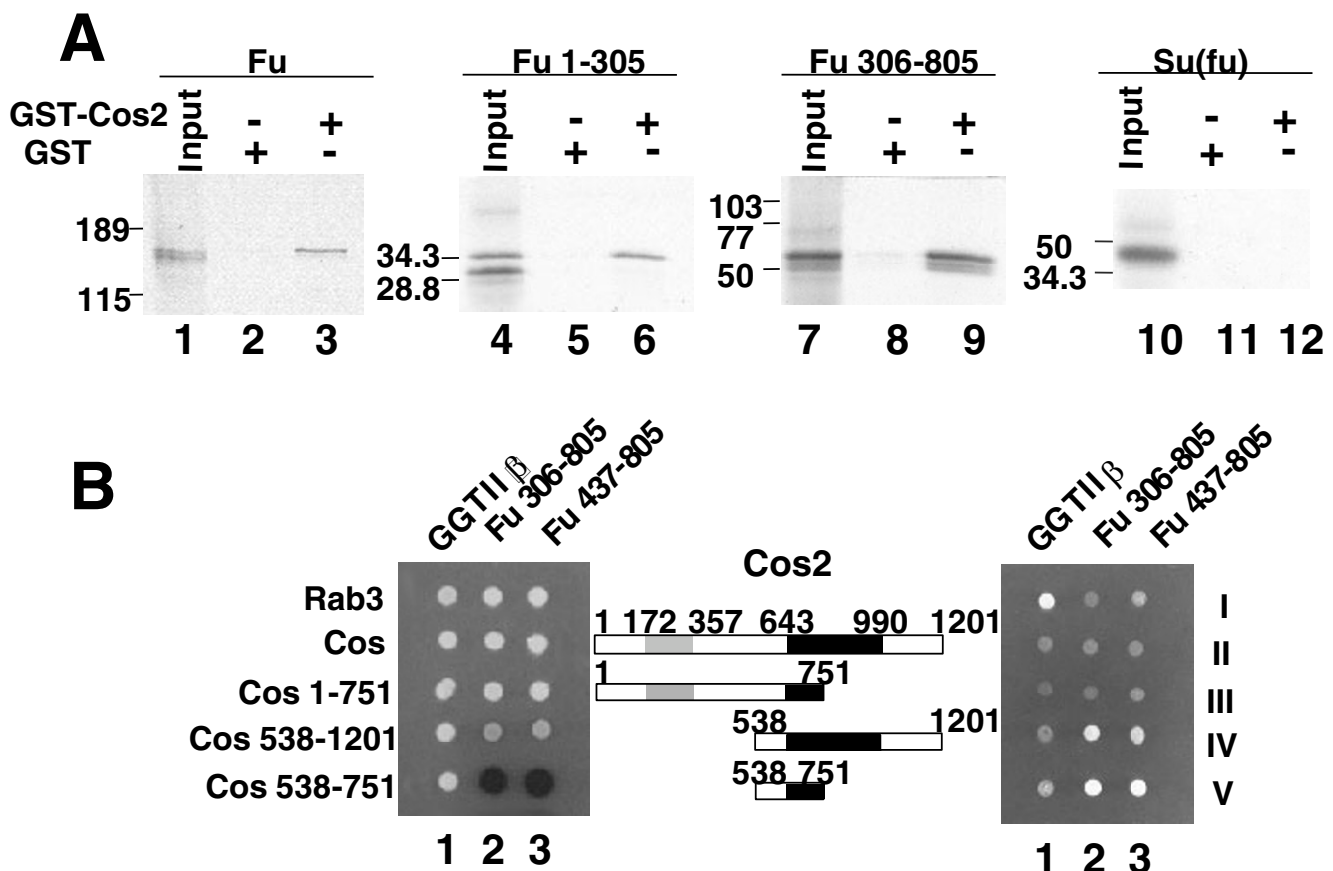 A
Fu Fu 1-305 Fu 306-805 Su(fu)
GST-Cos2 Input - + Input - + Input - + Input - +
GST + - + - + - + -
189
115
34.3
28.8
103
77
50
50
34.3
1 2 3 4 5 6 7 8 9 10 11 12
B
GGTII β Fu 306-805 Fu 437-805 GGTII β Fu 306-805 Fu 437-805
Cos2
Rab3 I
1 172 357 643 990 1201
Cos II
1 751
Cos 1-751 III
538 1201
Cos 538-1201 IV
538 751
Cos 538-751 V
1 2 3 1 2 3